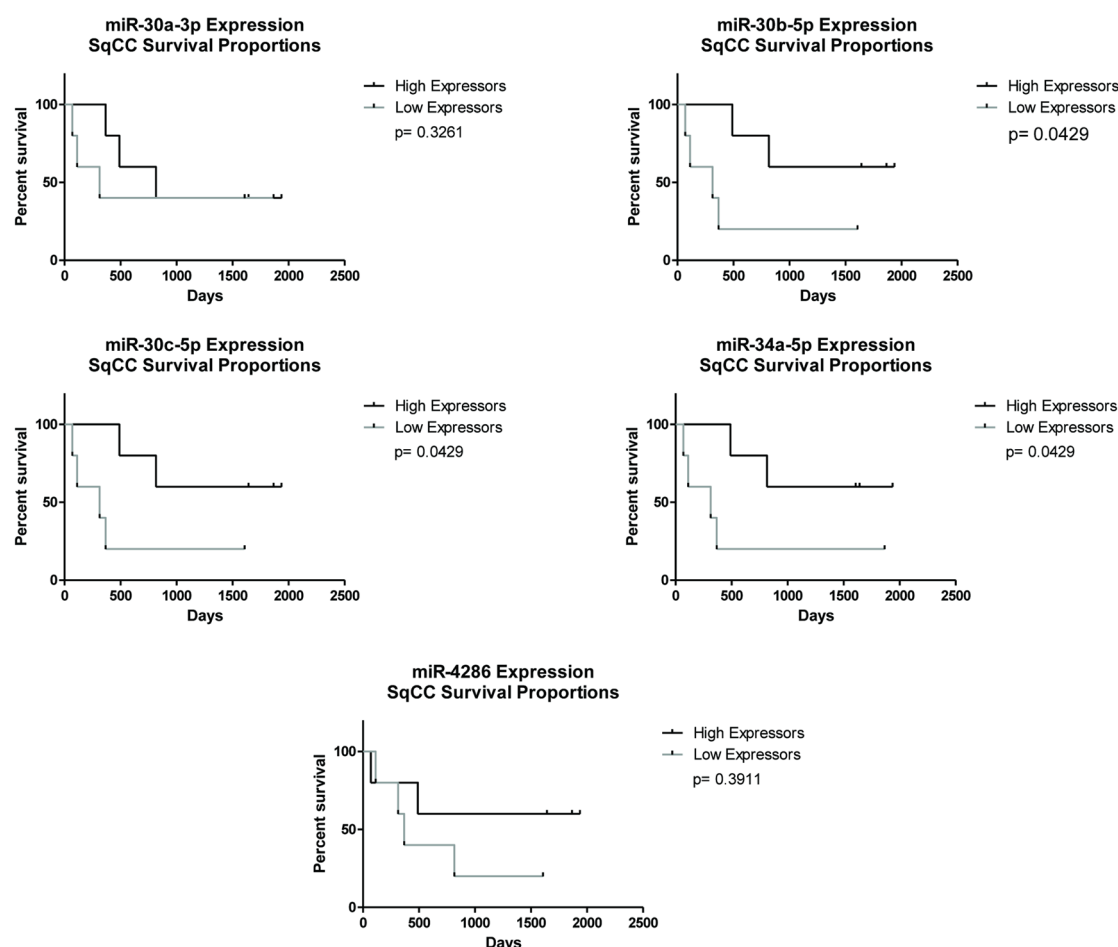 miR-30a-3p Expression
SqCC Survival Proportions
High Expressors
Low Expressors
p= 0.3261
Percent survival
100
50
0
0 500 1000 1500 2000 2500
Days
miR-30b-5p Expression
SqCC Survival Proportions
High Expressors
Low Expressors
p= 0.0429
Percent survival
100
50
0
0 500 1000 1500 2000 2500
Days
miR-30c-5p Expression
SqCC Survival Proportions
High Expressors
Low Expressors
p= 0.0429
Percent survival
100
50
0
0 500 1000 1500 2000 2500
Days
miR-34a-5p Expression
SqCC Survival Proportions
High Expressors
Low Expressors
p= 0.0429
Percent survival
100
50
0
0 500 1000 1500 2000 2500
Days
miR-4286 Expression
SqCC Survival Proportions
High Expressors
Low Expressors
p= 0.3911
Percent survival
100
50
0
0 500 1000 1500 2000 2500
Days